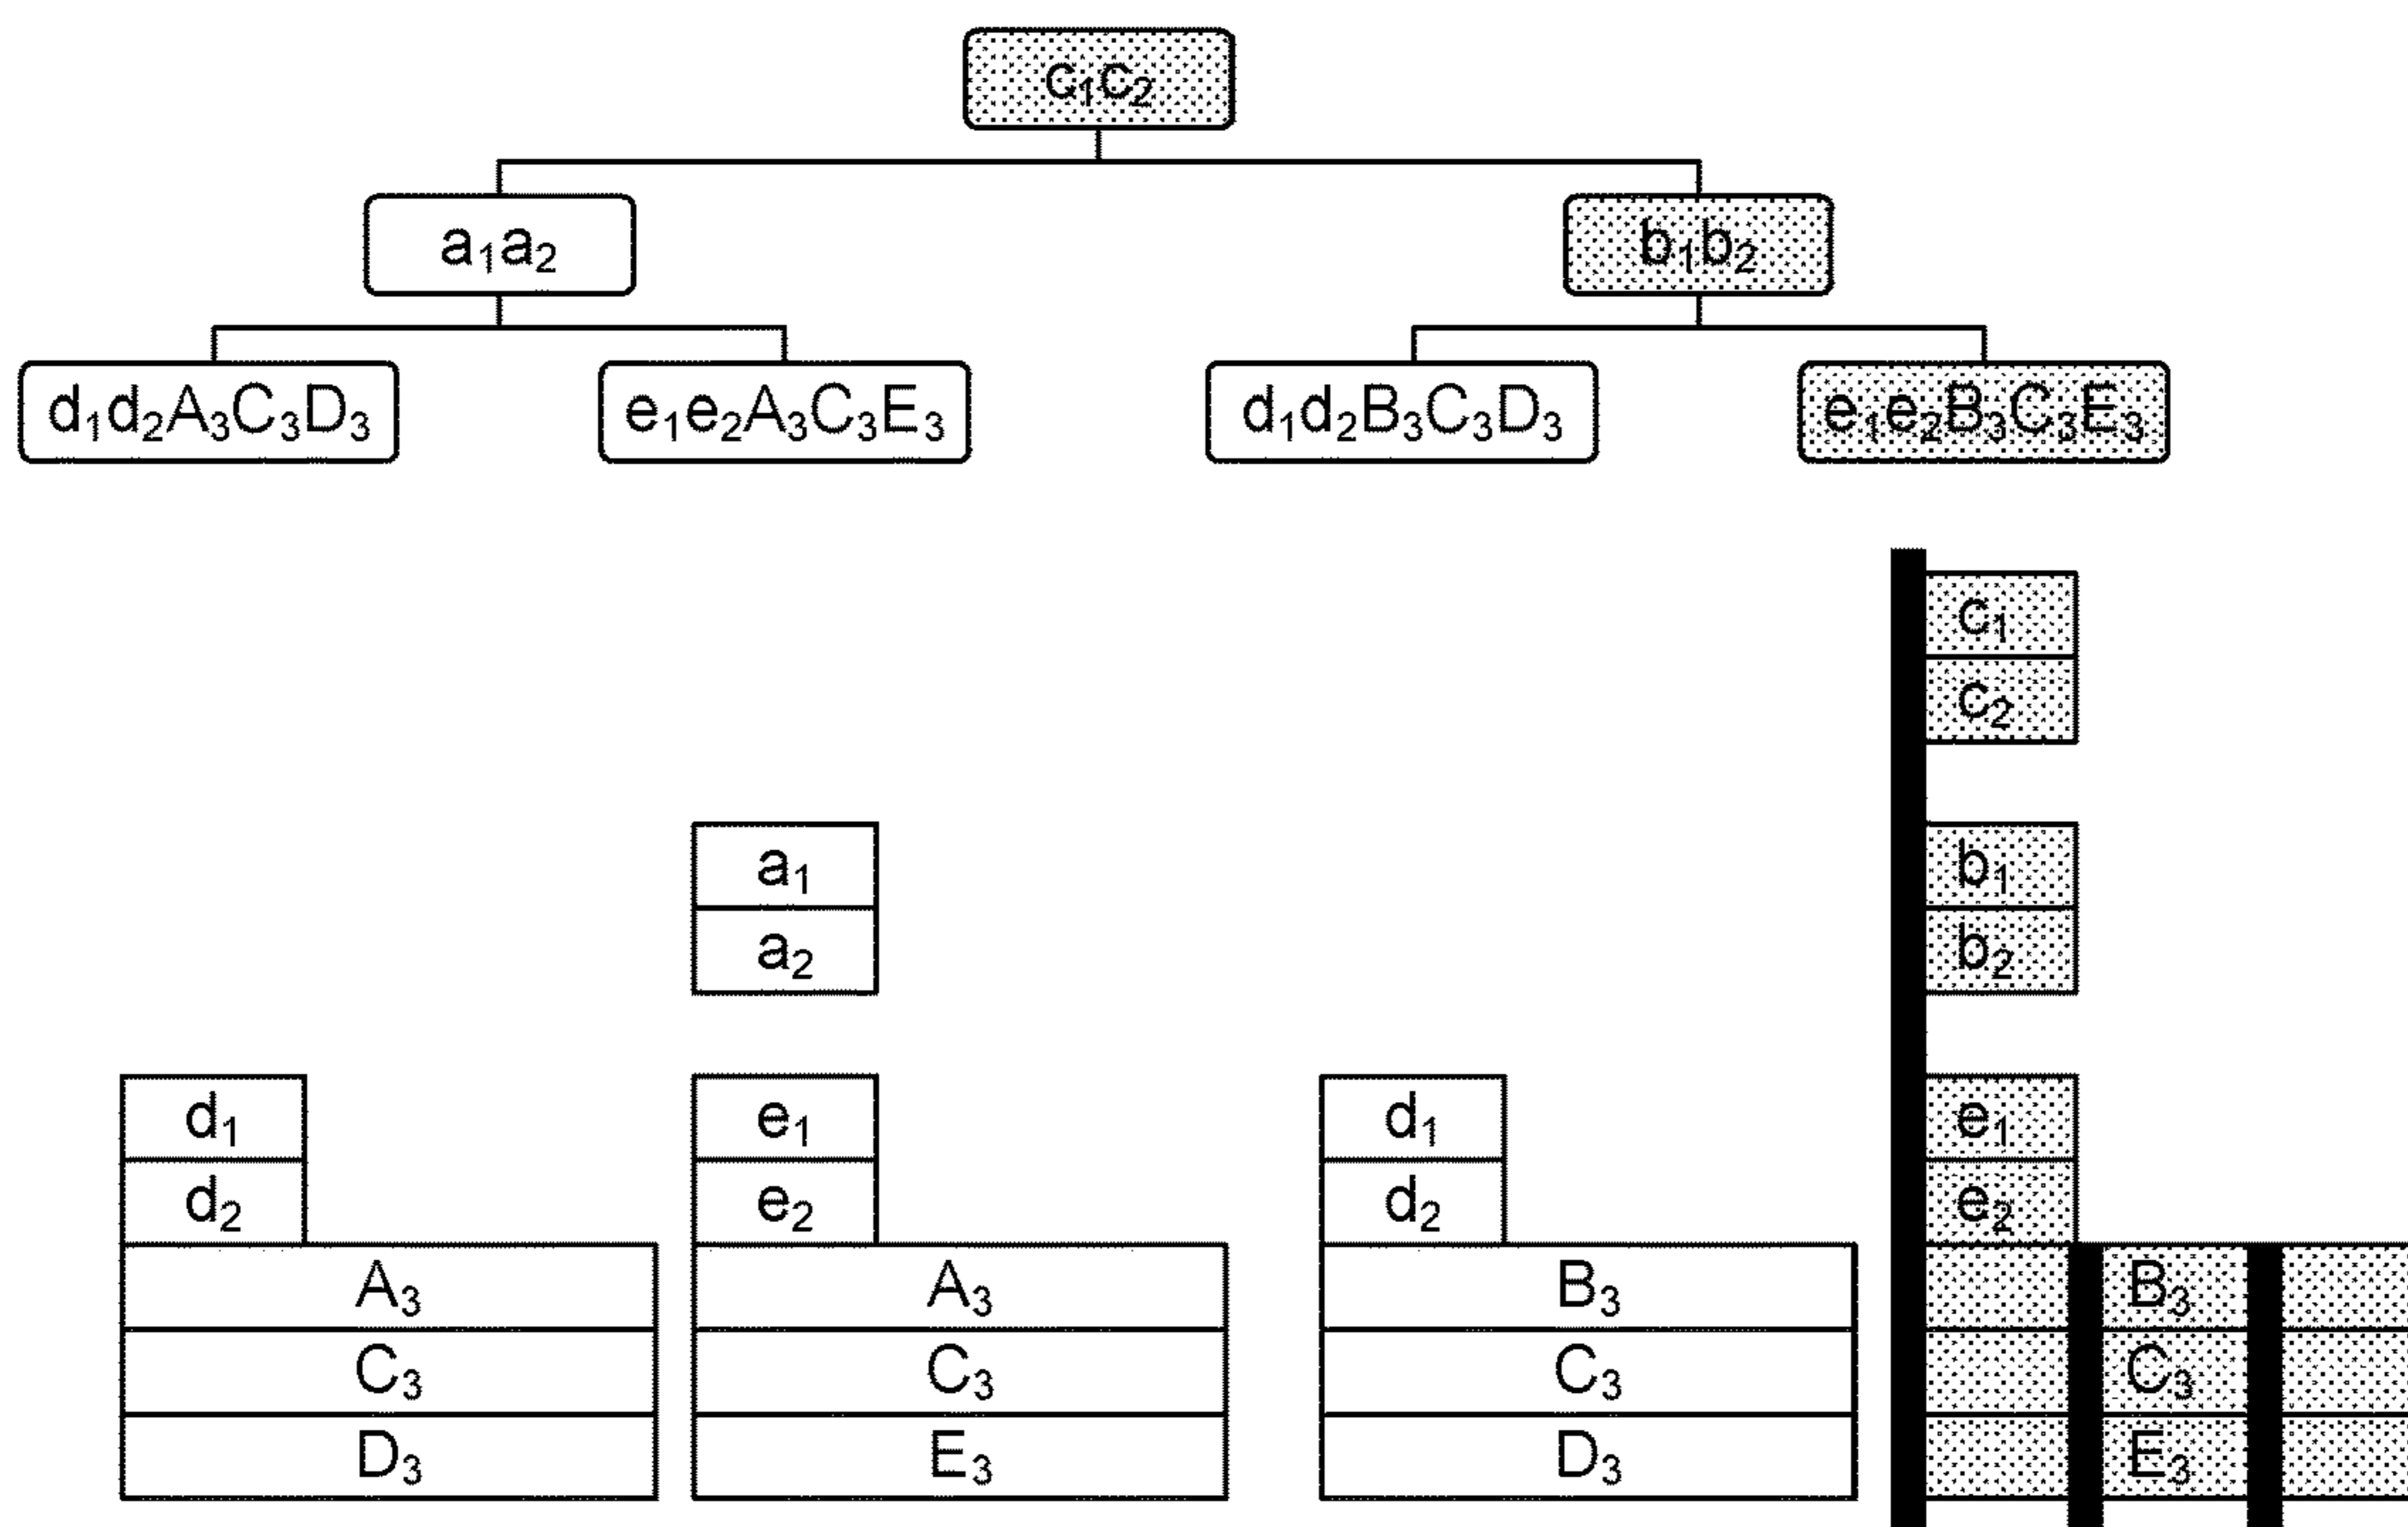 c₁c₂
a₁a₂
b₁b₂
d₁d₂A₃C₃D₃
e₁e₂A₃C₃E₃
d₁d₂B₃C₃D₃
e₁e₂B₃C₃E₃
c₁
c₂
a₁
a₂
b₁
b₂
d₁
d₂
A₃
C₃
D₃
e₁
e₂
A₃
C₃
E₃
d₁
d₂
B₃
C₃
D₃
e₁
e₂
B₃
C₃
E₃